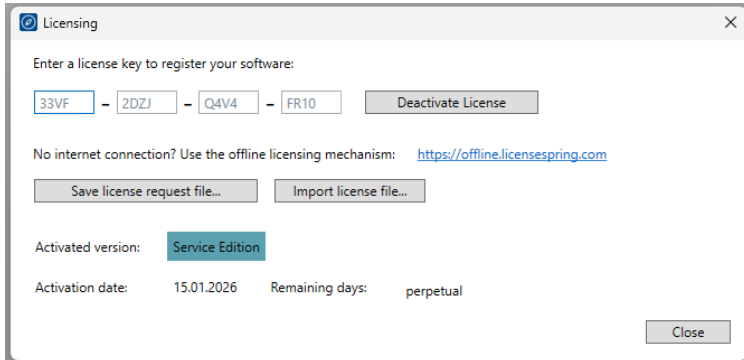 Licensing
Enter a license key to register your software:
33VF – 2DZJ – Q4V4 – FR10 Deactivate License
No internet connection? Use the offline licensing mechanism: https://offline.licensespring.com
Save license request file... Import license file...
Activated version: Service Edition
Activation date: 15.01.2026 Remaining days: perpetual
Close